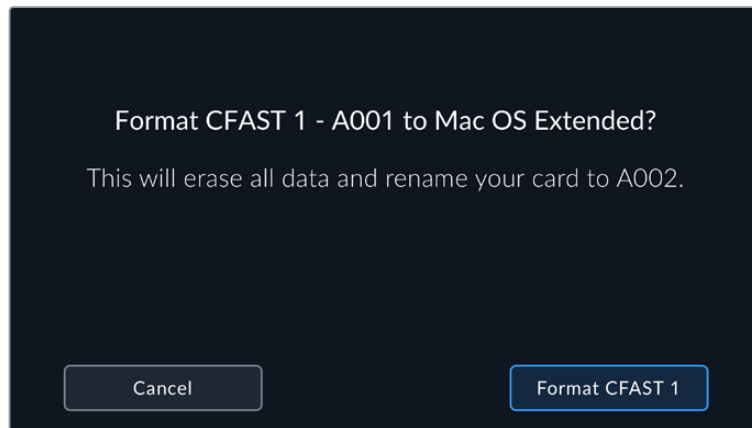 Format CFAST 1 - A001 to Mac OS Extended?
This will erase all data and rename your card to A002.
Cancel
Format CFAST 1